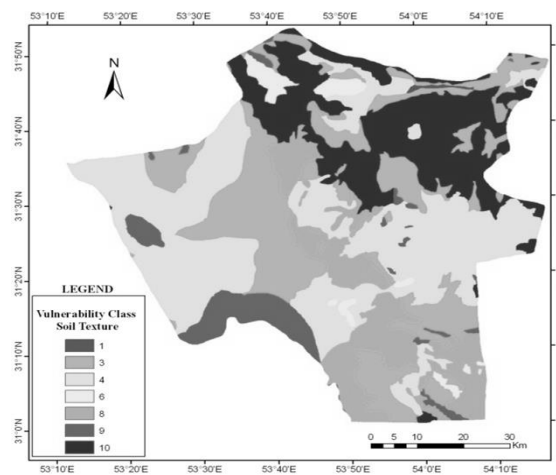 53°10'E 53°20'E 53°30'E 53°40'E 53°50'E 54°0'E 54°10'E
N
31°50'N
31°40'N
31°30'N
31°20'N
31°10'N
31°0'N
LEGEND
Vulnerability Class
Soil Texture
1
3
4
6
8
9
10
0 5 10 20 30
Km
53°10'E 53°20'E 53°30'E 53°40'E 53°50'E 54°0'E 54°10'E